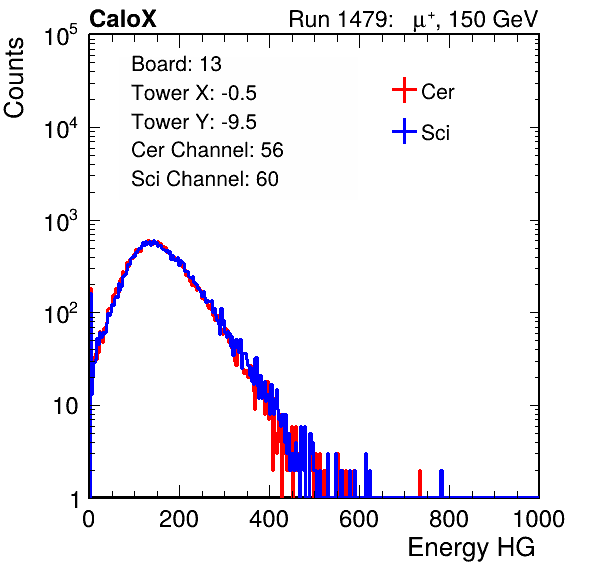 CaloX Run 1479: μ⁺, 150 GeV
Board: 13
Tower X: -0.5
Tower Y: -9.5
Cer Channel: 56
Sci Channel: 60
Cer
Sci
Counts
10⁵
10⁴
10³
10²
10
1
0 200 400 600 800 1000
Energy HG